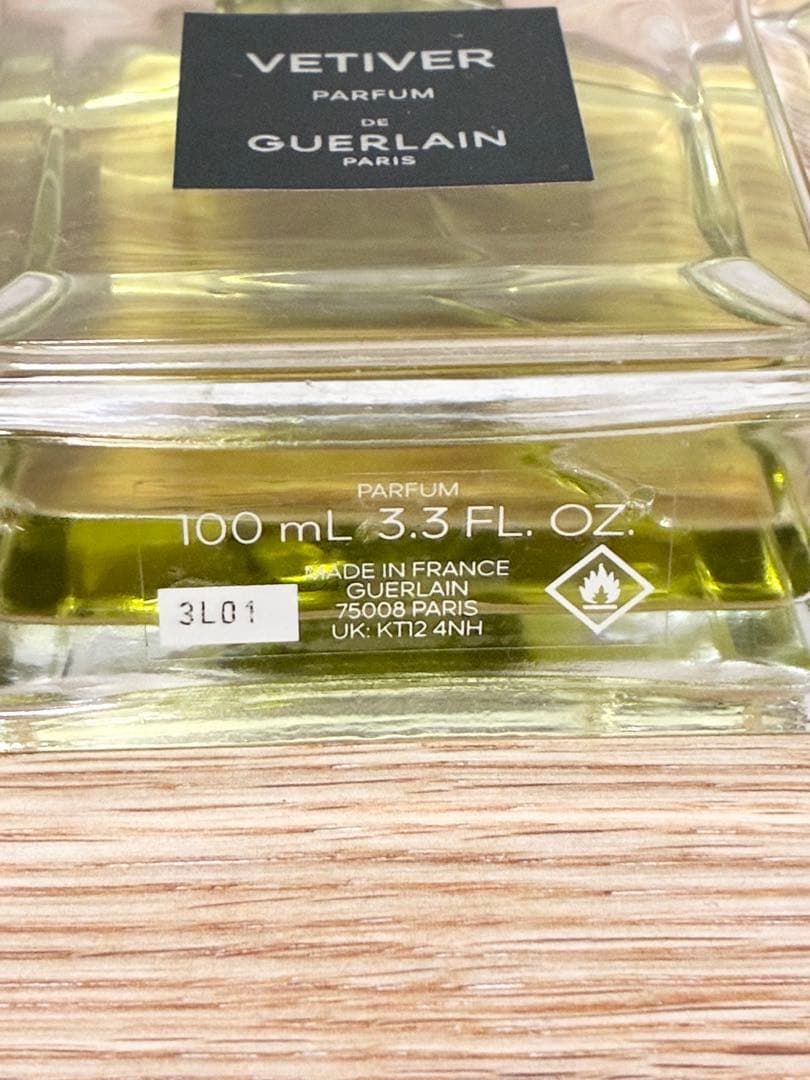 VETIVER
PARFUM
DE
GUERLAIN
PARIS
PARFUM
100 mL 3.3 FL. OZ.
MADE IN FRANCE
GUERLAIN
75008 PARIS
UK: KT12 4NH
3L01